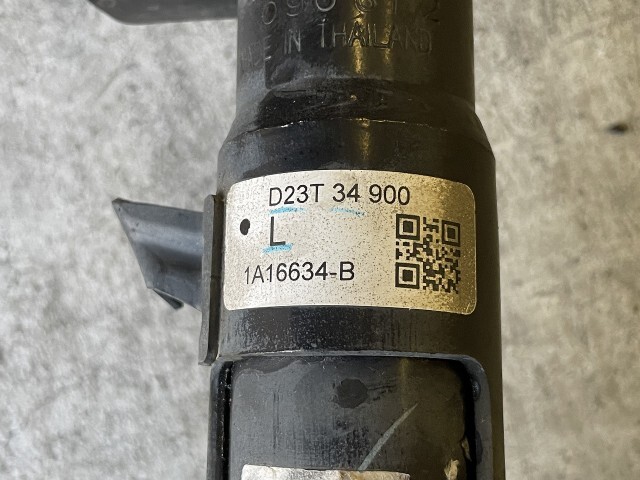 IN THAILAND
D23T 34 900
L
1A16634-B